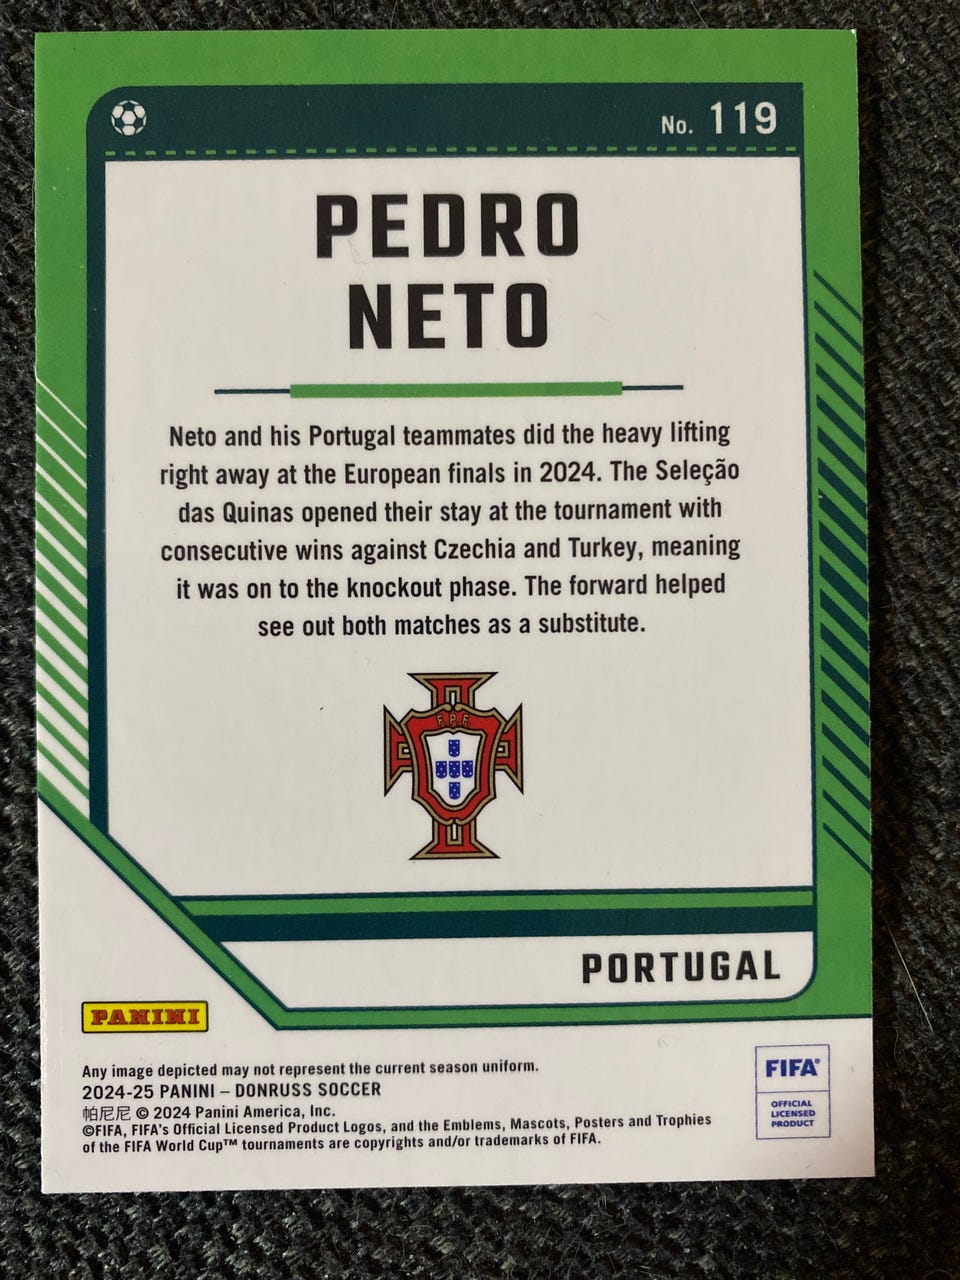 No. 119
PEDRO
NETO
Neto and his Portugal teammates did the heavy lifting
right away at the European finals in 2024. The Seleção
das Quinas opened their stay at the tournament with
consecutive wins against Czechia and Turkey, meaning
it was on to the knockout phase. The forward helped
see out both matches as a substitute.
F.P.F.
PORTUGAL
PANINI
Any image depicted may not represent the current season uniform.
2024-25 PANINI – DONRUSS SOCCER
帕尼尼 © 2024 Panini America, Inc.
©FIFA, FIFA's Official Licensed Product Logos, and the Emblems, Mascots, Posters and Trophies
of the FIFA World Cup™ tournaments are copyrights and/or trademarks of FIFA.
FIFA®
OFFICIAL
LICENSED
PRODUCT